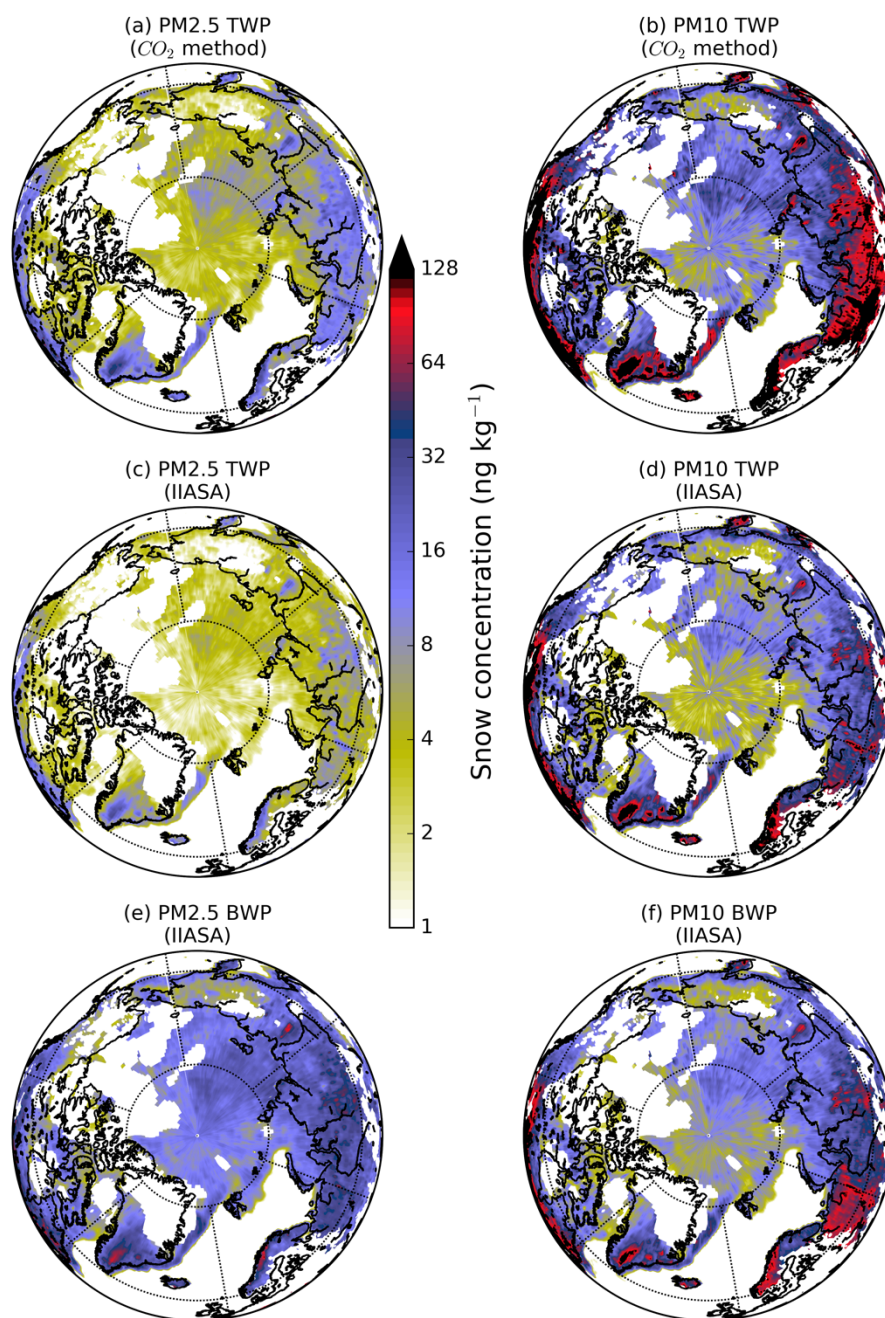 (a) PM2.5 TWP
(CO₂ method)
(b) PM10 TWP
(CO₂ method)
128
64
32
16
8
4
2
1
Snow concentration (ng kg⁻¹)
(c) PM2.5 TWP
(IIASA)
(d) PM10 TWP
(IIASA)
(e) PM2.5 BWP
(IIASA)
(f) PM10 BWP
(IIASA)